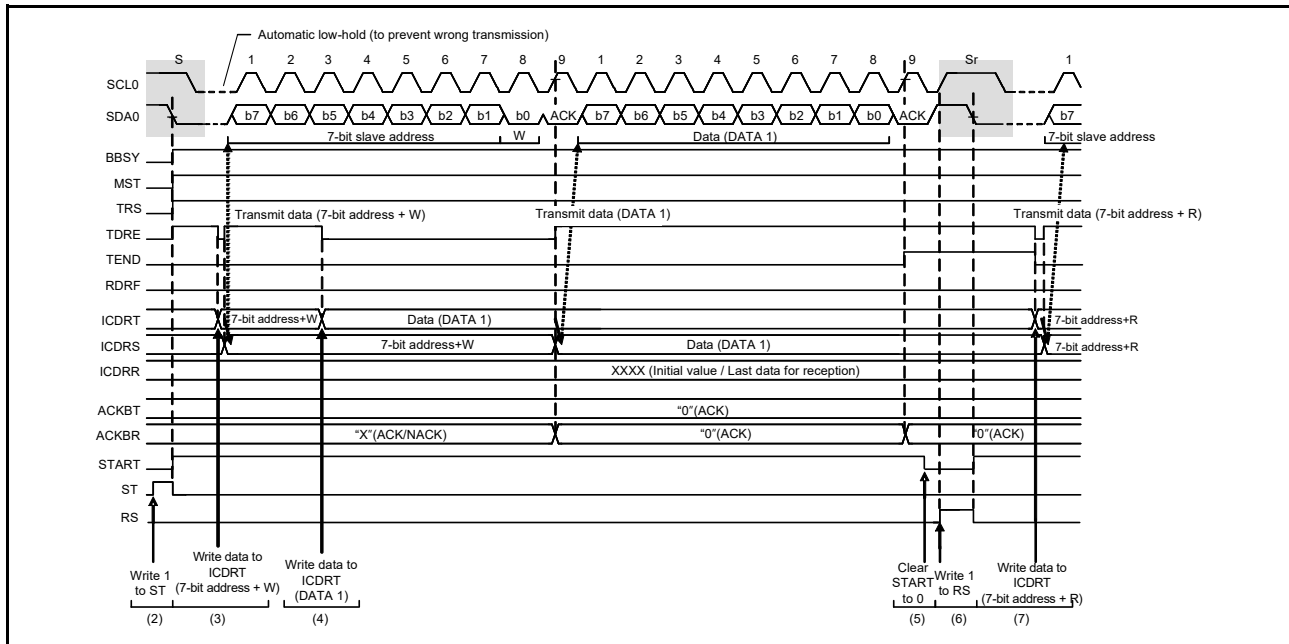 Automatic low-hold (to prevent wrong transmission)
S 1 2 3 4 5 6 7 8 9 1 2 3 4 5 6 7 8 9 Sr 1
SCL0
SDA0 b7 b6 b5 b4 b3 b2 b1 b0 ACK b7 b6 b5 b4 b3 b2 b1 b0 ACK b7
7-bit slave address W Data (DATA 1) 7-bit slave address
BBSY
MST
TRS
Transmit data (7-bit address + W) Transmit data (DATA 1) Transmit data (7-bit address + R)
TDRE
TEND
RDRF
ICDRT 7-bit address+W Data (DATA 1) 7-bit address+R
ICDRS 7-bit address+W Data (DATA 1) 7-bit address+R
ICDRR XXXX (Initial value / Last data for reception)
ACKBT "0"(ACK)
ACKBR "X"(ACK/NACK) "0"(ACK) "0"(ACK)
START
ST
RS
Write 1
to ST
Write data to
ICDRT
(7-bit address + W)
Write data to
ICDRT
(DATA 1)
Clear
START
to 0
Write 1
to RS
Write data to
ICDRT
(7-bit address + R)
(2) (3) (4) (5) (6) (7)